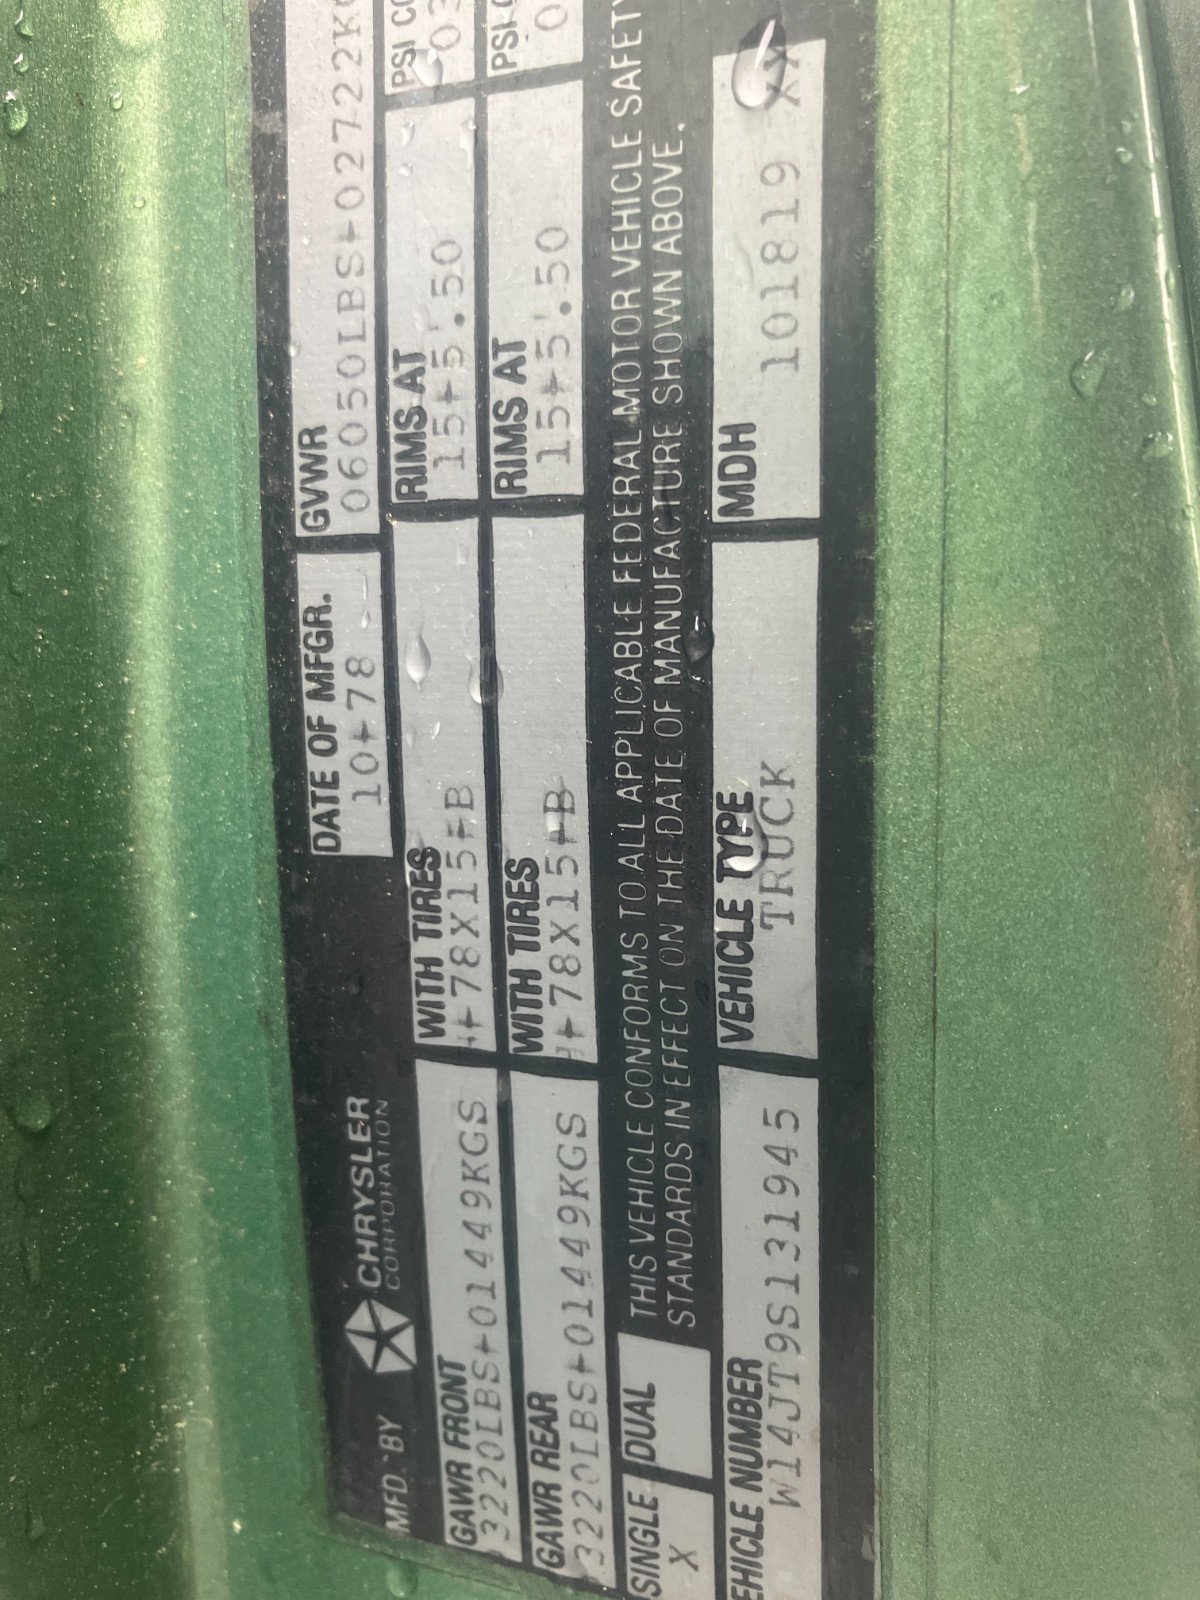 MFD. BY CHRYSLER
CORPORATION
DATE OF MFGR.
10-78
GVWR
06050LBS-02722K
GAWR FRONT
3220LBS-01449KGS
WITH TIRES
H-78X15-B
RIMS AT
15-5.50
PSI
GAWR REAR
3220LBS-01449KGS
WITH TIRES
H-78X15-B
RIMS AT
15-5.50
PSI
SINGLE
X
DUAL
THIS VEHICLE CONFORMS TO ALL APPLICABLE FEDERAL MOTOR VEHICLE SAFETY
STANDARDS IN EFFECT ON THE DATE OF MANUFACTURE SHOWN ABOVE.
EHICLE NUMBER
W14JT9S131945
VEHICLE TYPE
TRUCK
MDH
101819 XX